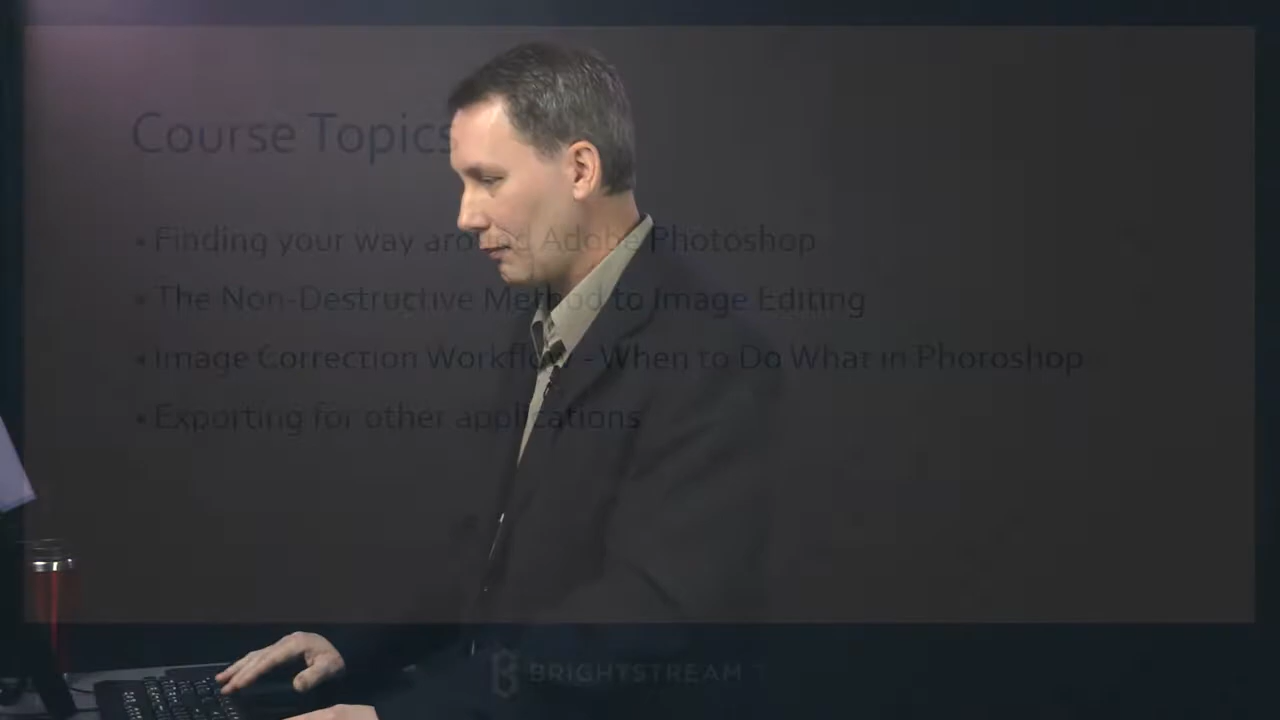 Course Topics
• Finding your way around Adobe Photoshop
• The Non-Destructive Method to Image Editing
• Image Correction Workflow - When to Do What in Phoroshop
• Exporting for other applications
BRIGHTSTREAM